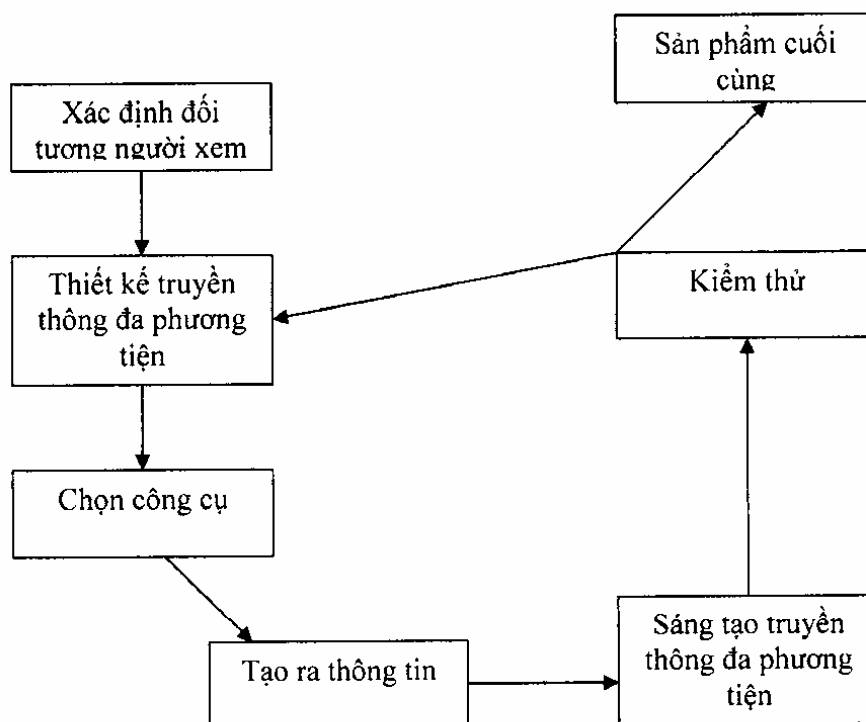 Sản phẩm cuối
cùng
Xác định đối
tượng người xem
Thiết kế truyền
thông đa phương
tiện
Kiểm thử
Chọn công cụ
Tạo ra thông tin
Sáng tạo truyền
thông đa phương
tiện